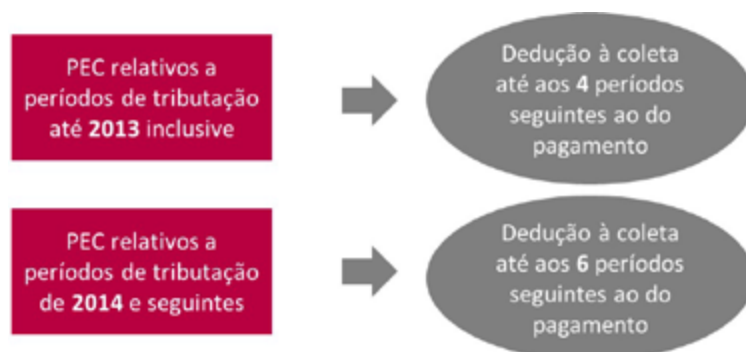 PEC relativos a
períodos de tributação
até 2013 inclusive
Dedução à coleta
até aos 4 períodos
seguintes ao do
pagamento
PEC relativos a
períodos de tributação
de 2014 e seguintes
Dedução à coleta
até aos 6 períodos
seguintes ao do
pagamento